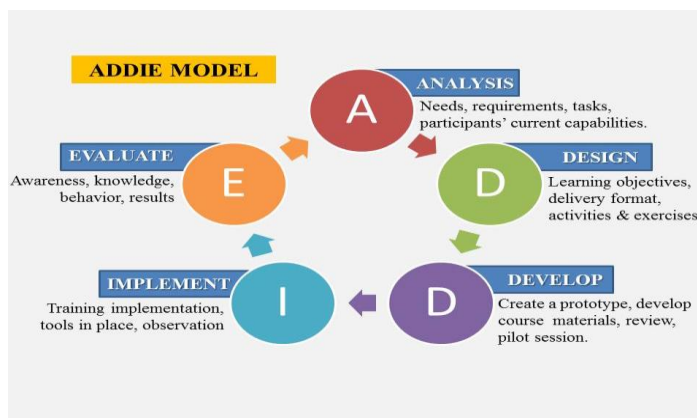 ADDIE MODEL
A
ANALYSIS
Needs, requirements, tasks,
participants' current capabilities.
D
DESIGN
Learning objectives,
delivery format,
activities & exercises
D
DEVELOP
Create a prototype, develop
course materials, review,
pilot session.
I
IMPLEMENT
Training implementation,
tools in place, observation
E
EVALUATE
Awareness, knowledge,
behavior, results